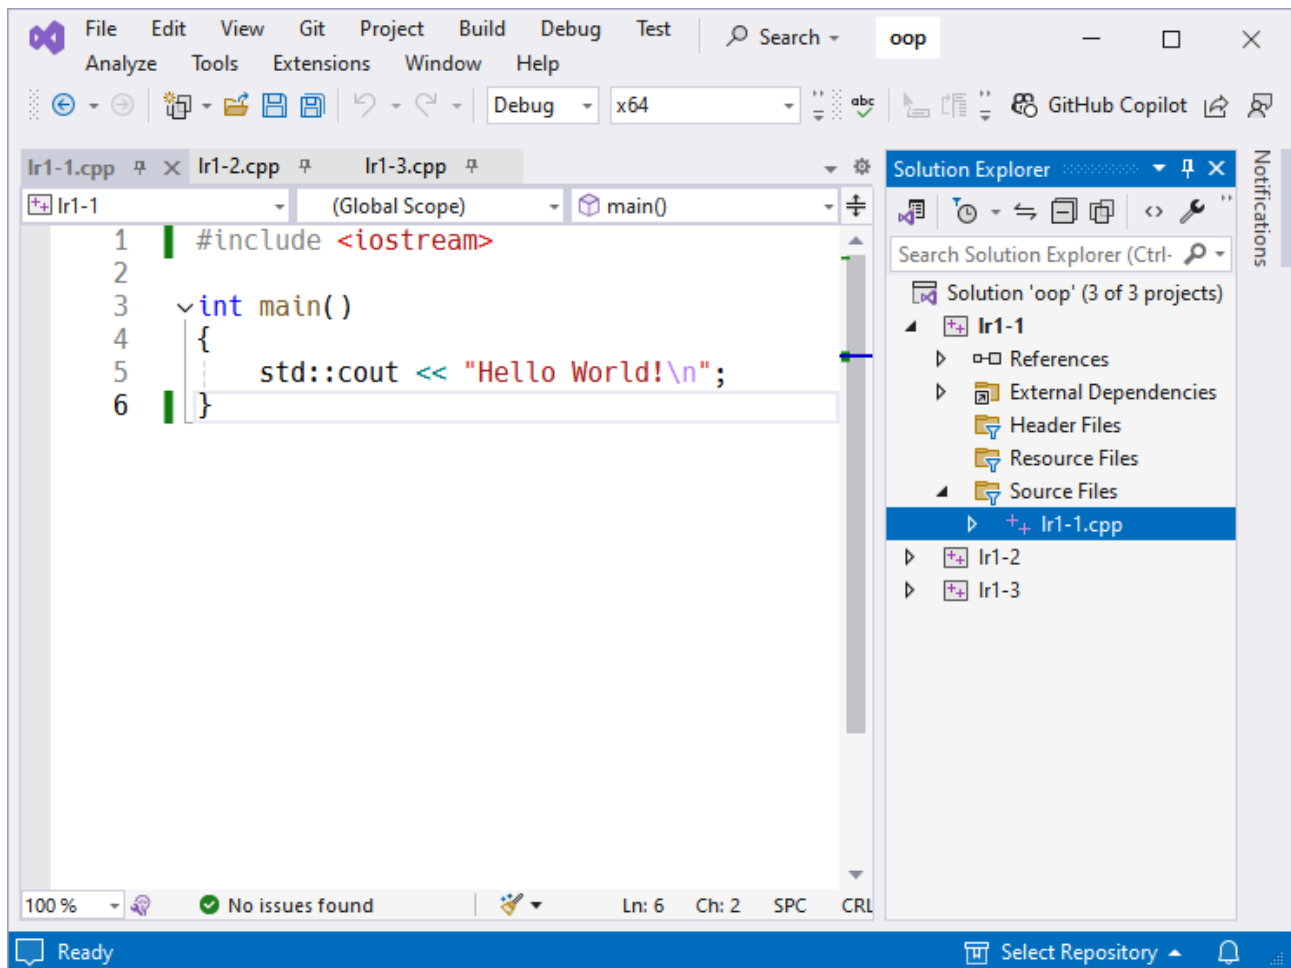 File Edit View Git Project Build Debug Test Search oop
Analyze Tools Extensions Window Help
Debug x64 abc GitHub Copilot
lr1-1.cpp lr1-2.cpp lr1-3.cpp
lr1-1 (Global Scope) main()
1 #include <iostream>
2
3 int main()
4 {
5 std::cout << "Hello World!\n";
6 }
100 % No issues found Ln: 6 Ch: 2 SPC CRL
Solution Explorer
Search Solution Explorer (Ctrl-
Solution 'oop' (3 of 3 projects)
lr1-1
References
External Dependencies
Header Files
Resource Files
Source Files
lr1-1.cpp
lr1-2
lr1-3
Notifications
Ready Select Repository